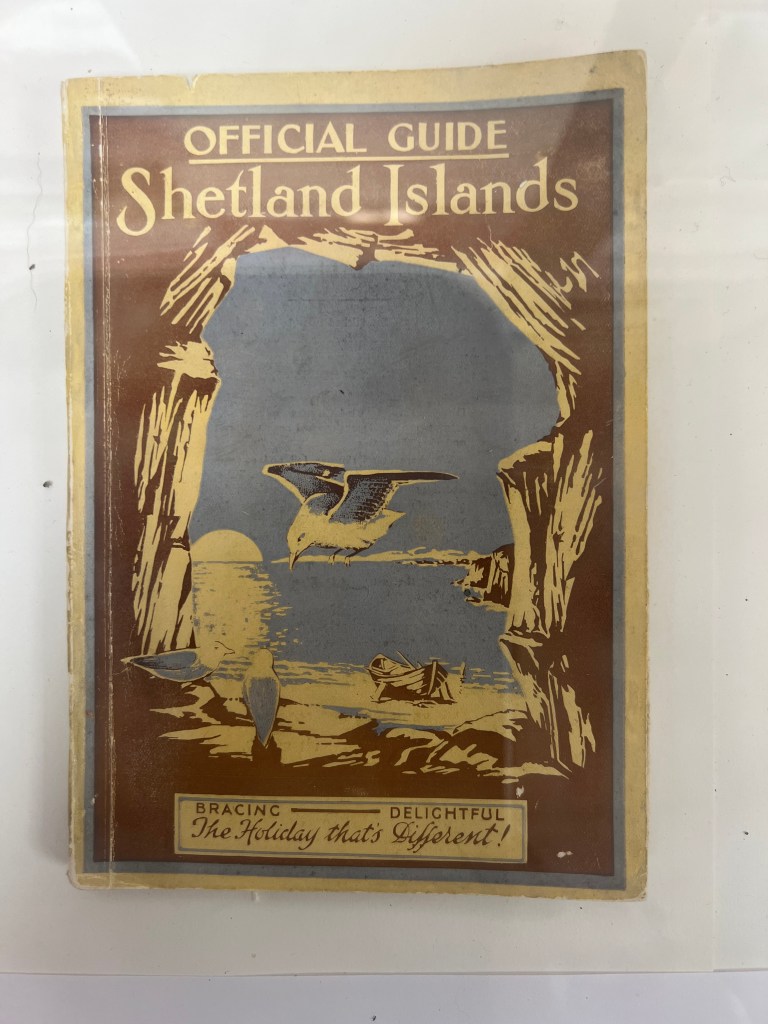 OFFICIAL GUIDE
Shetland Islands
BRACING — DELIGHTFUL
The Holiday that's Different!